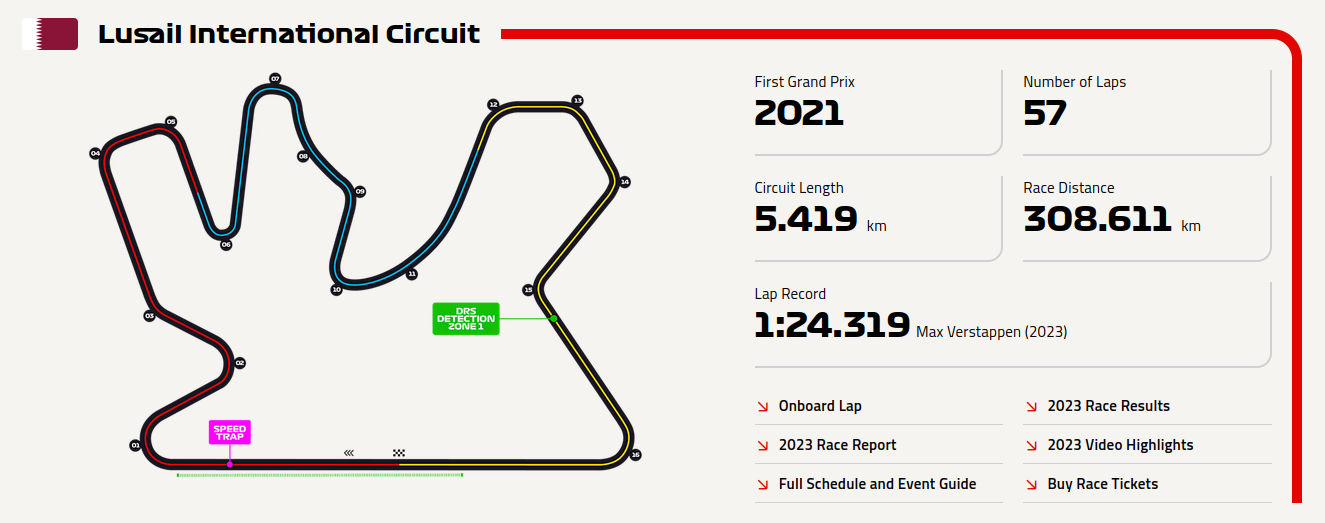 Lusail International Circuit
First Grand Prix
2021
Number of Laps
57
Circuit Length
5.419 km
Race Distance
308.611 km
Lap Record
1:24.319 Max Verstappen (2023)
Onboard Lap
2023 Race Results
2023 Race Report
2023 Video Highlights
Full Schedule and Event Guide
Buy Race Tickets
07
12
13
05
04
08
14
09
06
11
10
15
DRS
DETECTION
ZONE 1
03
02
SPEED
TRAP
01
16